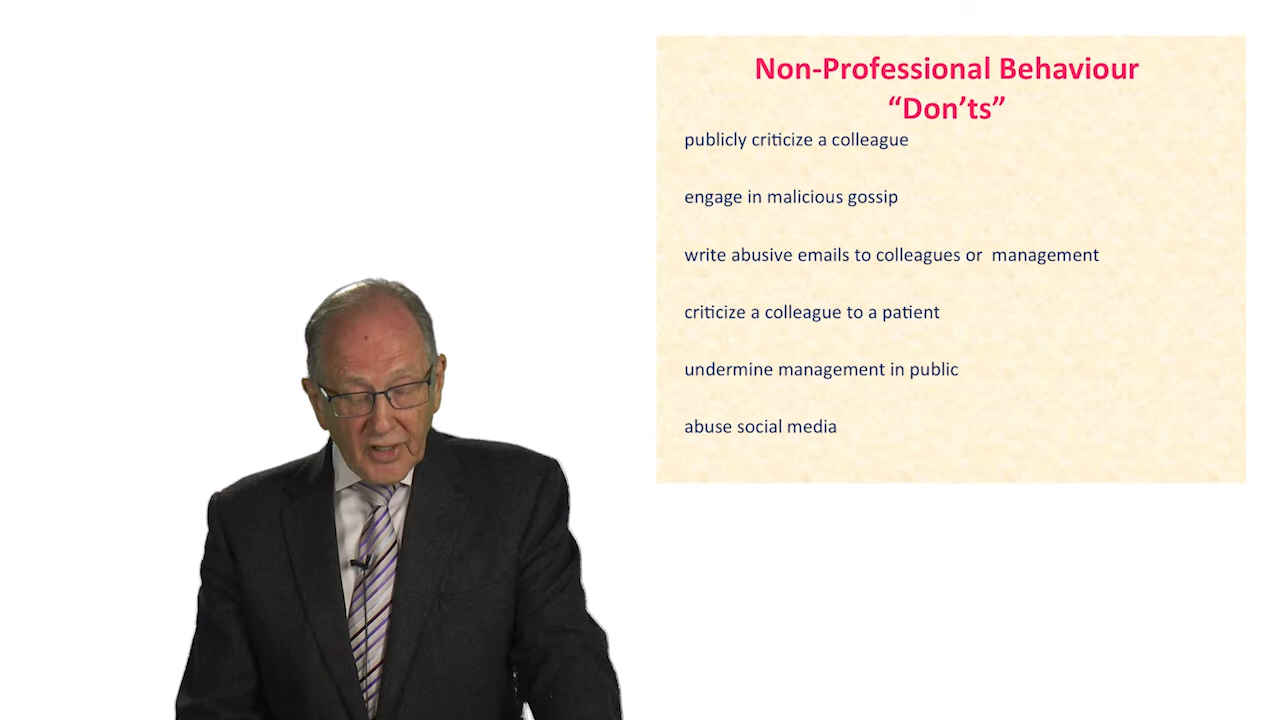 Non-Professional Behaviour
“Don’ts”
publicly criticize a colleague
engage in malicious gossip
write abusive emails to colleagues or  management
criticize a colleague to a patient
undermine management in public
abuse social media